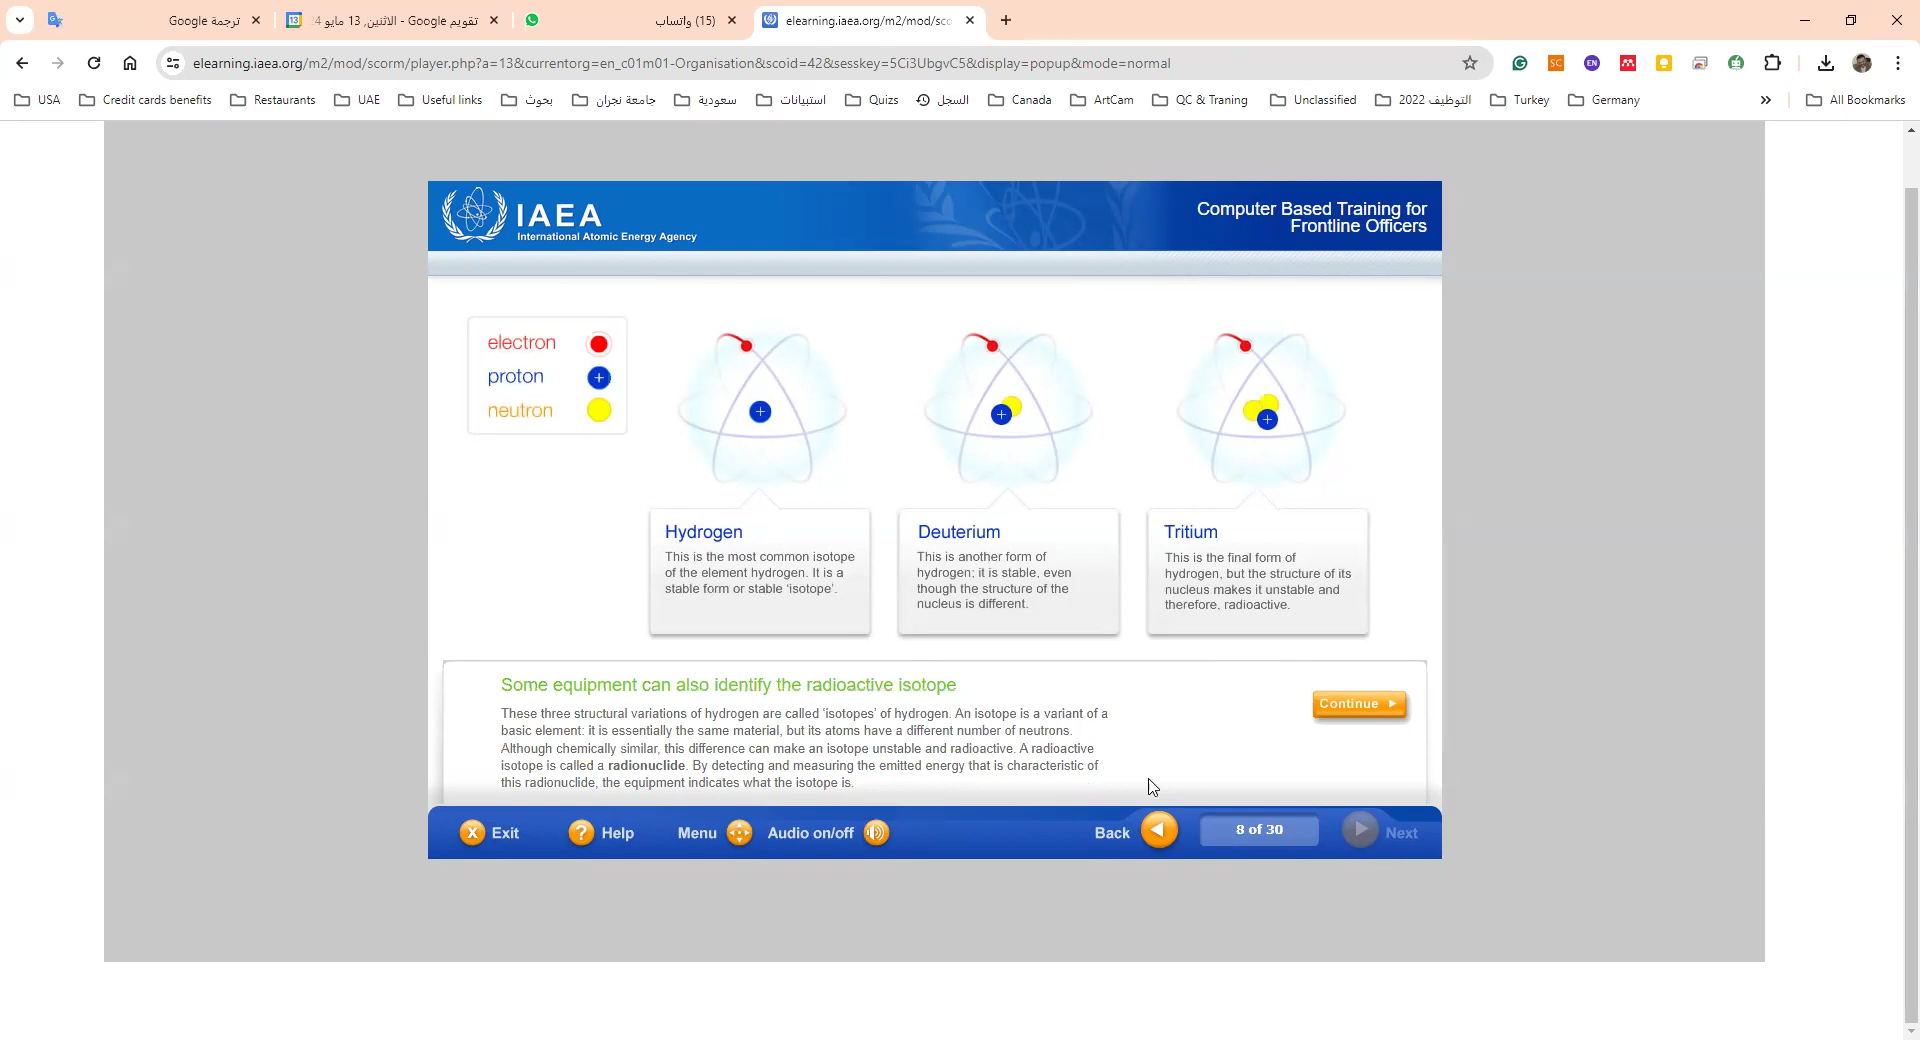 ترجمة Google
تقويم Google - الاثنين, 13 مايو 24
(15) واتساب
elearning.iaea.org/m2/mod/sco
elearning.iaea.org/m2/mod/scorm/player.php?a=13&currentorg=en_c01m01-Organisation&scoid=42&sesskey=5Ci3UbgvC5&display=popup&mode=normal
USA
Credit cards benefits
Restaurants
UAE
Useful links
بحوث
جامعة نجران
سعودية
استبيانات
Quizs
السجل
Canada
ArtCam
QC & Traning
Unclassified
التوظيف 2022
Turkey
Germany
All Bookmarks
IAEA
International Atomic Energy Agency
Computer Based Training for
Frontline Officers
electron
proton
neutron
Hydrogen
This is the most common isotope
of the element hydrogen. It is a
stable form or stable ‘isotope’.
Deuterium
This is another form of
hydrogen; it is stable, even
though the structure of the
nucleus is different.
Tritium
This is the final form of
hydrogen, but the structure of its
nucleus makes it unstable and
therefore, radioactive.
Some equipment can also identify the radioactive isotope
These three structural variations of hydrogen are called ‘isotopes’ of hydrogen. An isotope is a variant of a
basic element: it is essentially the same material, but its atoms have a different number of neutrons.
Although chemically similar, this difference can make an isotope unstable and radioactive. A radioactive
isotope is called a radionuclide. By detecting and measuring the emitted energy that is characteristic of
this radionuclide, the equipment indicates what the isotope is.
Continue
Exit
Help
Menu
Audio on/off
Back
8 of 30
Next